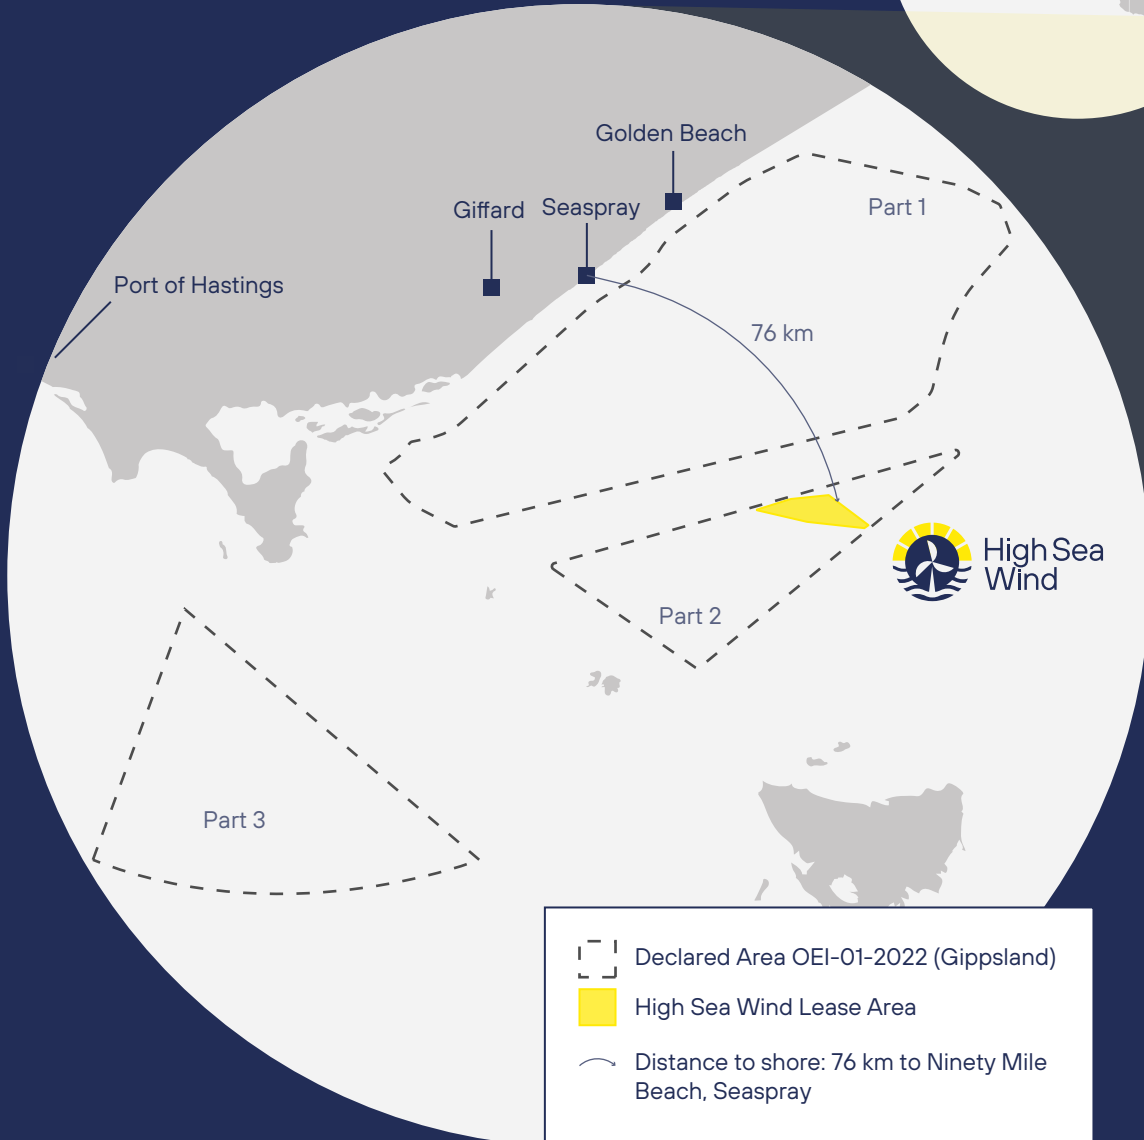 Golden Beach
Giffard
Seaspray
Part 1
Port of Hastings
76 km
High Sea
Wind
Part 2
Part 3
Declared Area OEI-01-2022 (Gippsland)
High Sea Wind Lease Area
Distance to shore: 76 km to Ninety Mile
Beach, Seaspray